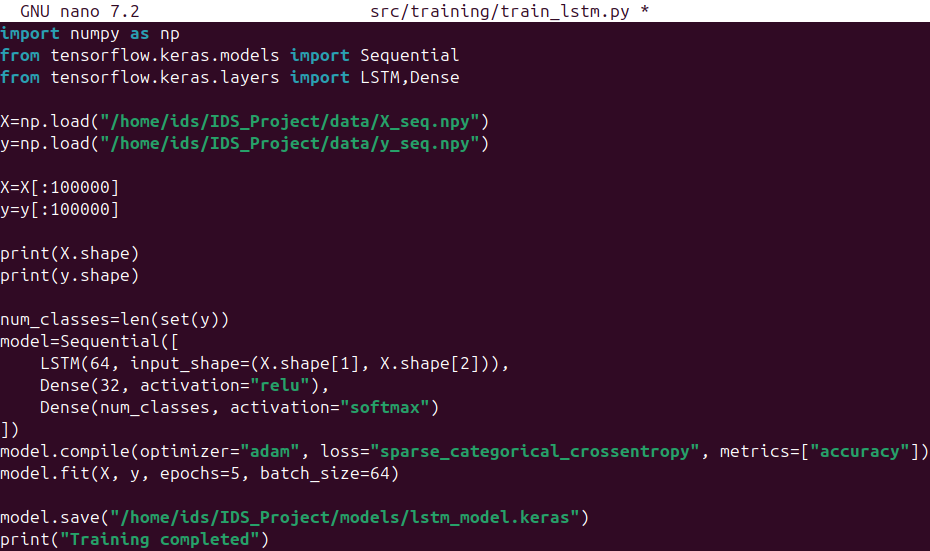 GNU nano 7.2 src/training/train_lstm.py *
import numpy as np
from tensorflow.keras.models import Sequential
from tensorflow.keras.layers import LSTM,Dense

X=np.load("/home/ids/IDS_Project/data/X_seq.npy")
y=np.load("/home/ids/IDS_Project/data/y_seq.npy")

X=X[:100000]
y=y[:100000]

print(X.shape)
print(y.shape)

num_classes=len(set(y))
model=Sequential([
    LSTM(64, input_shape=(X.shape[1], X.shape[2])),
    Dense(32, activation="relu"),
    Dense(num_classes, activation="softmax")
])
model.compile(optimizer="adam", loss="sparse_categorical_crossentropy", metrics=["accuracy"])
model.fit(X, y, epochs=5, batch_size=64)

model.save("/home/ids/IDS_Project/models/lstm_model.keras")
print("Training completed")